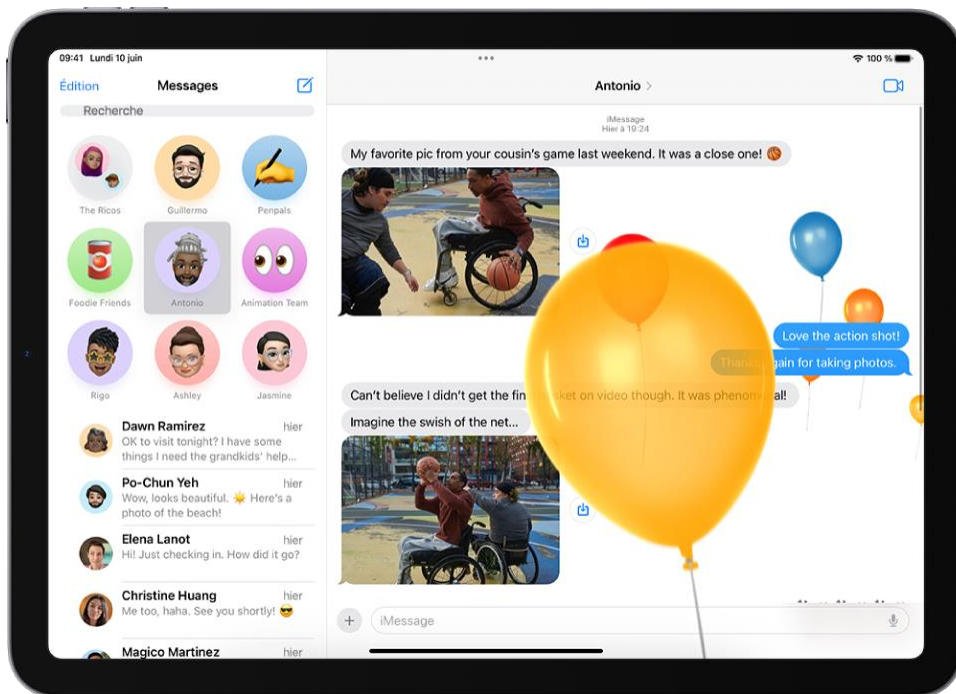 09:41 Lundi 10 juin
100 %
Édition
Messages
Recherche
The Ricos
Guillermo
Penpals
Foodie Friends
Antonio
Animation Team
Rigo
Ashley
Jasmine
Dawn Ramirez
hier
OK to visit tonight? I have some
things I need the grandkids' help...
Po-Chun Yeh
hier
Wow, looks beautiful. ☀️ Here's a
photo of the beach!
Elena Lanot
hier
Hi! Just checking in. How did it go?
Christine Huang
hier
Me too, haha. See you shortly! 😎
Magico Martinez
hier
Antonio >
iMessage
Hier à 19:24
My favorite pic from your cousin's game last weekend. It was a close one! 🏀
Love the action shot!
again for taking photos.
Can't believe I didn't get the on video though. It was
Imagine the swish of the net...
iMessage